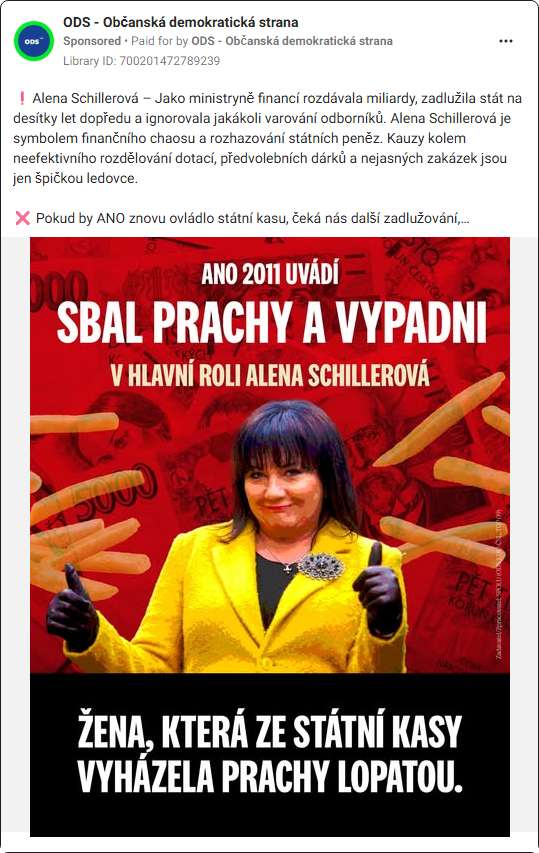 ODS - Občanská demokratická strana
Sponsored • Paid for by ODS - Občanská demokratická strana
Library ID: 700201472789239
❗ Alena Schillerová – Jako ministryně financí rozdávala miliardy, zadlužila stát na
desítky let dopředu a ignorovala jakákoli varování odborníků. Alena Schillerová je
symbolem finančního chaosu a rozhazování státních peněz. Kauzy kolem
neefektivního rozdělování dotací, předvolebních dárků a nejasných zakázek jsou
jen špičkou ledovce.
❌ Pokud by ANO znovu ovládlo státní kasu, čeká nás další zadlužování,...
ANO 2011 UVÁDÍ
SBAL PRACHY A VYPADNI
V HLAVNÍ ROLI ALENA SCHILLEROVÁ
5000
PĚT
ŽENA, KTERÁ ZE STÁTNÍ KASY
VYHÁZELA PRACHY LOPATOU.